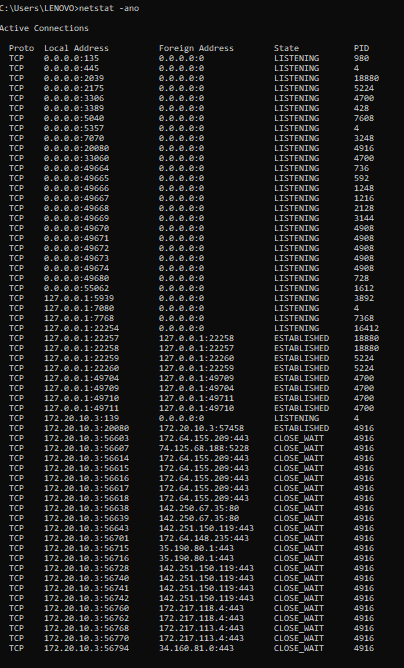 C:\Users\LENOVO>netstat -ano
Active Connections
Proto  Local Address          Foreign Address        State           PID
TCP    0.0.0.0:135            0.0.0.0:0              LISTENING       980
TCP    0.0.0.0:445            0.0.0.0:0              LISTENING       4
TCP    0.0.0.0:2039           0.0.0.0:0              LISTENING       18880
TCP    0.0.0.0:2175           0.0.0.0:0              LISTENING       5224
TCP    0.0.0.0:3306           0.0.0.0:0              LISTENING       4700
TCP    0.0.0.0:3389           0.0.0.0:0              LISTENING       428
TCP    0.0.0.0:5040           0.0.0.0:0              LISTENING       7608
TCP    0.0.0.0:5357           0.0.0.0:0              LISTENING       4
TCP    0.0.0.0:7070           0.0.0.0:0              LISTENING       3248
TCP    0.0.0.0:20080          0.0.0.0:0              LISTENING       4916
TCP    0.0.0.0:33060          0.0.0.0:0              LISTENING       4700
TCP    0.0.0.0:49664          0.0.0.0:0              LISTENING       736
TCP    0.0.0.0:49665          0.0.0.0:0              LISTENING       592
TCP    0.0.0.0:49666          0.0.0.0:0              LISTENING       1248
TCP    0.0.0.0:49667          0.0.0.0:0              LISTENING       1216
TCP    0.0.0.0:49668          0.0.0.0:0              LISTENING       2128
TCP    0.0.0.0:49669          0.0.0.0:0              LISTENING       3144
TCP    0.0.0.0:49670          0.0.0.0:0              LISTENING       4908
TCP    0.0.0.0:49671          0.0.0.0:0              LISTENING       4908
TCP    0.0.0.0:49672          0.0.0.0:0              LISTENING       4908
TCP    0.0.0.0:49673          0.0.0.0:0              LISTENING       4908
TCP    0.0.0.0:49674          0.0.0.0:0              LISTENING       4908
TCP    0.0.0.0:49680          0.0.0.0:0              LISTENING       728
TCP    0.0.0.0:55062          0.0.0.0:0              LISTENING       1612
TCP    127.0.0.1:5939         0.0.0.0:0              LISTENING       3892
TCP    127.0.0.1:7080         0.0.0.0:0              LISTENING       4
TCP    127.0.0.1:7768         0.0.0.0:0              LISTENING       7368
TCP    127.0.0.1:22254        0.0.0.0:0              LISTENING       16412
TCP    127.0.0.1:22257        127.0.0.1:22258        ESTABLISHED     18880
TCP    127.0.0.1:22258        127.0.0.1:22257        ESTABLISHED     18880
TCP    127.0.0.1:22259        127.0.0.1:22260        ESTABLISHED     5224
TCP    127.0.0.1:22260        127.0.0.1:22259        ESTABLISHED     5224
TCP    127.0.0.1:49704        127.0.0.1:49709        ESTABLISHED     4700
TCP    127.0.0.1:49709        127.0.0.1:49704        ESTABLISHED     4700
TCP    127.0.0.1:49710        127.0.0.1:49711        ESTABLISHED     4700
TCP    127.0.0.1:49711        127.0.0.1:49710        ESTABLISHED     4700
TCP    172.20.10.3:139        0.0.0.0:0              LISTENING       4
TCP    172.20.10.3:20080      172.20.10.3:57458      ESTABLISHED     4916
TCP    172.20.10.3:56603      172.64.155.209:443     CLOSE_WAIT      4916
TCP    172.20.10.3:56607      74.125.68.188:5228     CLOSE_WAIT      4916
TCP    172.20.10.3:56614      172.64.155.209:443     CLOSE_WAIT      4916
TCP    172.20.10.3:56615      172.64.155.209:443     CLOSE_WAIT      4916
TCP    172.20.10.3:56616      172.64.155.209:443     CLOSE_WAIT      4916
TCP    172.20.10.3:56617      172.64.155.209:443     CLOSE_WAIT      4916
TCP    172.20.10.3:56618      172.64.155.209:443     CLOSE_WAIT      4916
TCP    172.20.10.3:56638      142.250.67.35:80       CLOSE_WAIT      4916
TCP    172.20.10.3:56639      142.250.67.35:80       CLOSE_WAIT      4916
TCP    172.20.10.3:56643      142.251.150.119:443    CLOSE_WAIT      4916
TCP    172.20.10.3:56701      172.64.148.235:443     CLOSE_WAIT      4916
TCP    172.20.10.3:56715      35.190.80.1:443        CLOSE_WAIT      4916
TCP    172.20.10.3:56716      35.190.80.1:443        CLOSE_WAIT      4916
TCP    172.20.10.3:56728      142.251.150.119:443    CLOSE_WAIT      4916
TCP    172.20.10.3:56740      142.251.150.119:443    CLOSE_WAIT      4916
TCP    172.20.10.3:56741      142.251.150.119:443    CLOSE_WAIT      4916
TCP    172.20.10.3:56742      142.251.150.119:443    CLOSE_WAIT      4916
TCP    172.20.10.3:56760      172.217.118.4:443      CLOSE_WAIT      4916
TCP    172.20.10.3:56762      172.217.118.4:443      CLOSE_WAIT      4916
TCP    172.20.10.3:56768      172.217.113.4:443      CLOSE_WAIT      4916
TCP    172.20.10.3:56770      172.217.113.4:443      CLOSE_WAIT      4916
TCP    172.20.10.3:56794      34.160.81.0:443        CLOSE_WAIT      4916